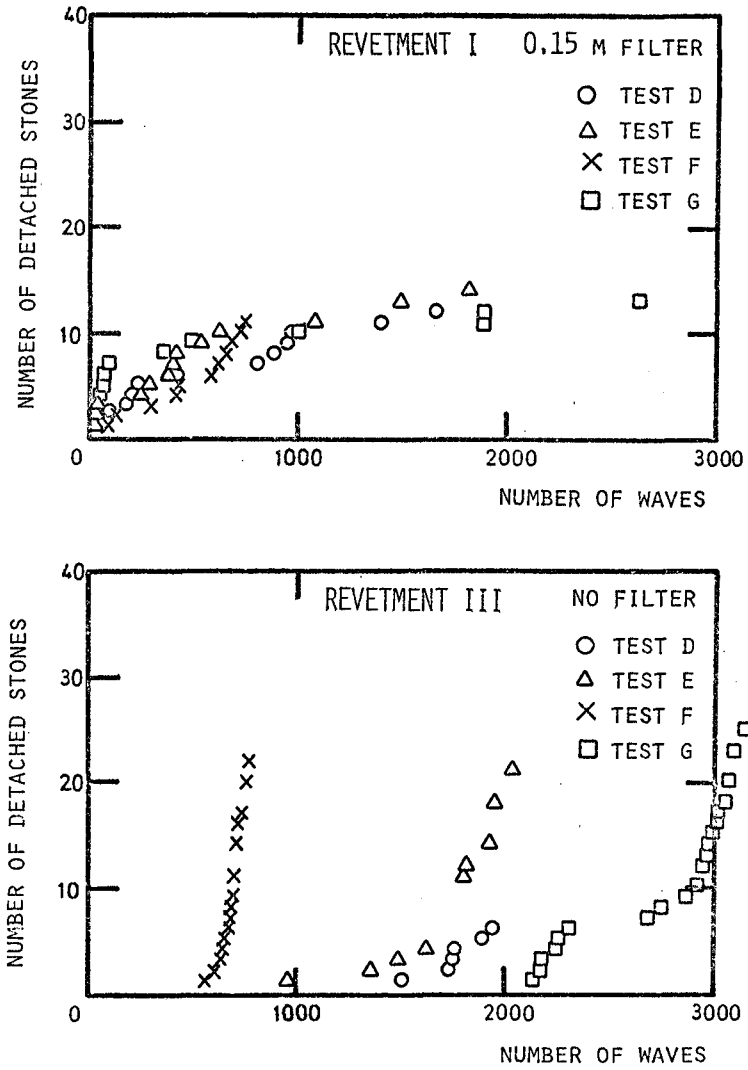 40
REVETMENT I 0.15 M FILTER
TEST D
TEST E
TEST F
TEST G
30
20
10
0 1000 2000 3000
NUMBER OF DETACHED STONES
NUMBER OF WAVES
40
REVETMENT III NO FILTER
TEST D
TEST E
TEST F
TEST G
30
20
10
0 1000 2000 3000
NUMBER OF DETACHED STONES
NUMBER OF WAVES